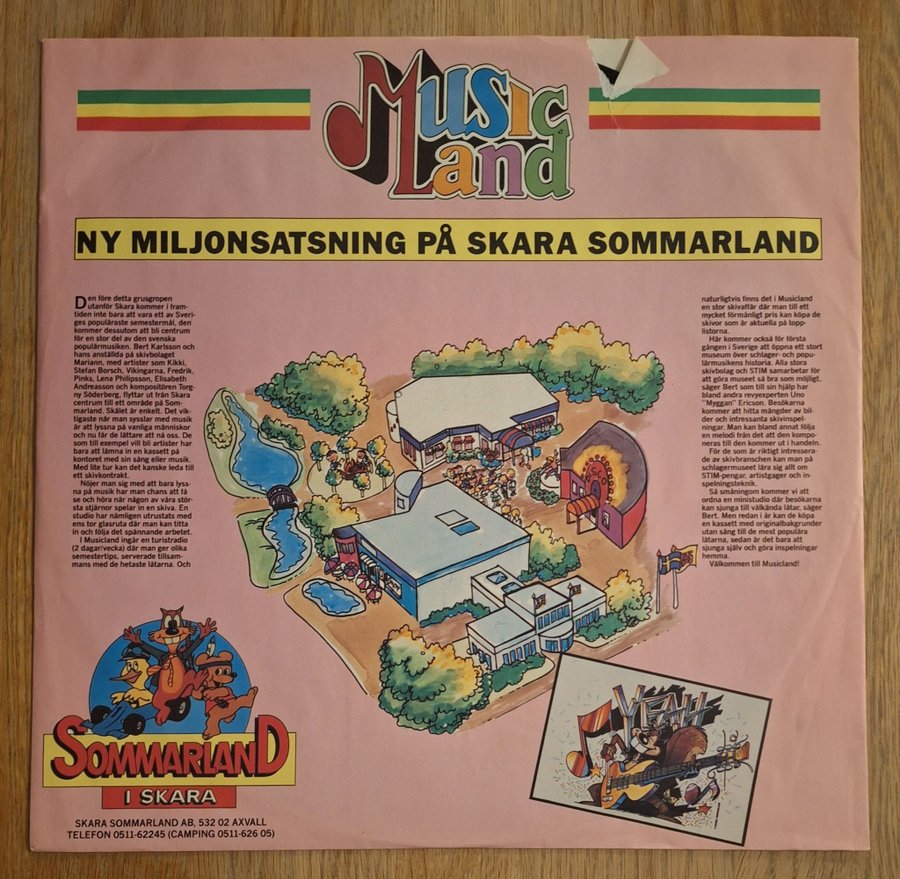 Music
Land
NY MILJONSATSNING PÅ SKARA SOMMARLAND
Den före detta grusgropen
utanför Skara kommer i fram-
tiden inte bara att vara ett av Sveri-
ges populäraste semestermål, den
kommer dessutom att bli centrum
för en stor del av den svenska
populärmusiken. Bert Karlsson och
hans anställda på skivbolaget
Mariann, med artister som Kikki,
Stefan Borsch, Vikingarna, Fredrik,
Pinks, Lena Philipsson, Elisabeth
Andreasson och kompositören Torg-
ny Söderberg, flyttar ut från Skara
centrum till ett område på Som-
marland. Skälet är enkelt. Det vik-
tigaste när man sysslar med musik
är att lyssna på vanliga människor
och nu får de lättare att nå oss. De
som till exempel vill bli artister har
bara att lämna in en kassett på
kontoret med sin sång eller musik.
Med lite tur kan det kanske leda till
ett skivkontrakt.
Nöjer man sig med att bara lyss-
na på musik har man chans att få
se och höra när någon av våra stör-
sta stjärnor spelar in en skiva. En
studio har nämligen utrustats med
ens tor glasruta där man kan titta
in och följa det spännande arbetet.
I Musicland ingår en turistradio
(2 dagar/vecka) där man ger olika
semestertips, serverade tillsam-
mans med de hetaste låtarna. Och
naturligtvis finns det i Musicland
en stor skivaffär där man till ett
mycket förmånligt pris kan köpa de
skivor som är aktuella på topp-
listorna.
Här kommer också för första
gången i Sverige att öppna ett stort
museum över schlager- och popu-
lärmusikens historia. Alla stora
skivbolag och STIM samarbetar för
att göra museet så bra som möjligt,
säger Bert som till sin hjälp har
bland andra revyexperten Uno
"Myggan" Ericson. Besökarna
kommer att hitta mängder av bil-
der och intressanta skivinspel-
ningar. Man kan bland annat följa
en melodi från det att den kompo-
neras till den kommer ut i handeln.
För de som är riktigt intressera-
de av skivbranschen kan man på
schlagermuseet lära sig allt om
STIM-pengar, artistgager och in-
spelningsteknik.
Så småningom kommer vi att
ordna en ministudio där besökarna
kan sjunga till välkända låtar, säger
Bert. Men redan i år kan de köpa
en kassett med originalbakgrunder
utan sång till de mest populära
låtarna, sedan är det bara att
sjunga själv och göra inspelningar
hemma.
Välkommen till Musicland!
SOMMARLAND
I SKARA
SKARA SOMMARLAND AB, 532 02 AXVALL
TELEFON 0511-62245 (CAMPING 0511-626 05)
YEAH